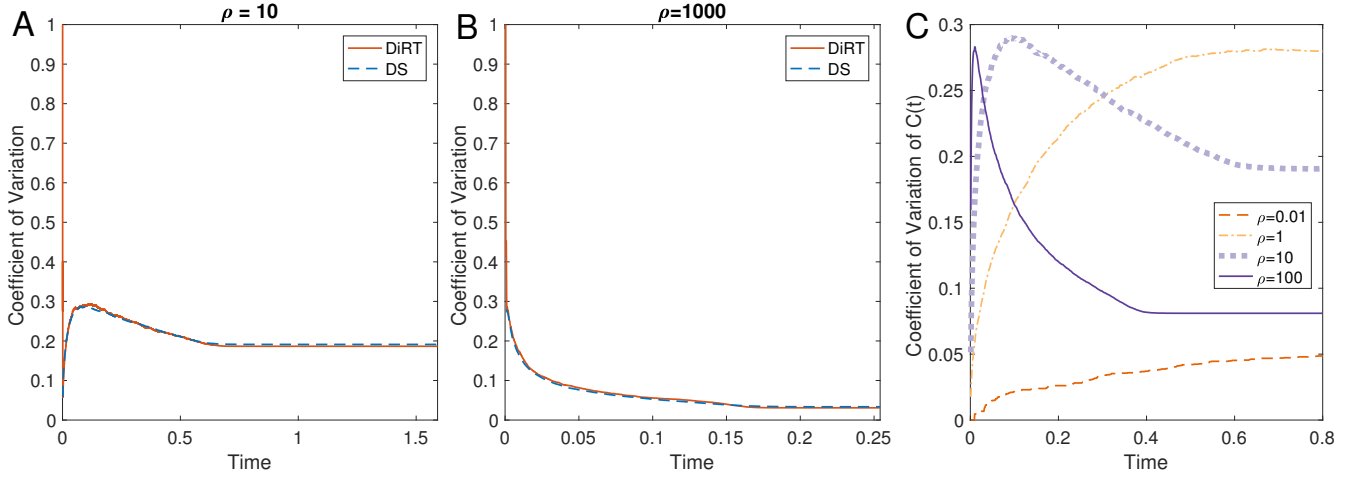 A
ρ = 10
Coefficient of Variation
1
0.9
0.8
0.7
0.6
0.5
0.4
0.3
0.2
0.1
0
0
0.5
1
1.5
Time
DiRT
DS
B
ρ=1000
Coefficient of Variation
1
0.9
0.8
0.7
0.6
0.5
0.4
0.3
0.2
0.1
0
0
0.05
0.1
0.15
0.2
0.25
Time
DiRT
DS
C
Coefficient of Variation of C(t)
0.3
0.25
0.2
0.15
0.1
0.05
0
0
0.2
0.4
0.6
0.8
Time
ρ=0.01
ρ=1
ρ=10
ρ=100